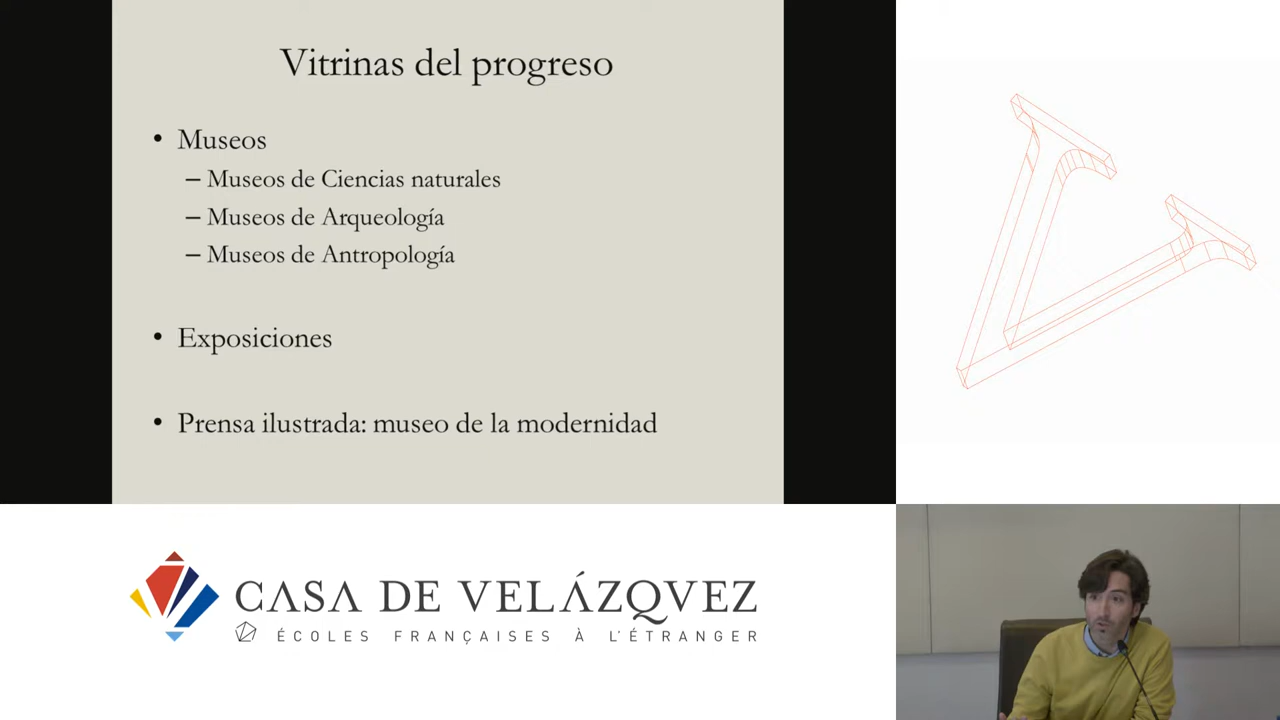 Vitrinas del progreso
• Museos
– Museos de Ciencias naturales
– Museos de Arqueología
– Museos de Antropología
• Exposiciones
• Prensa ilustrada: museo de la modernidad
CASA DE VELÁZQVEZ
ÉCOLES FRANÇAISES À L'ÉTRANGER